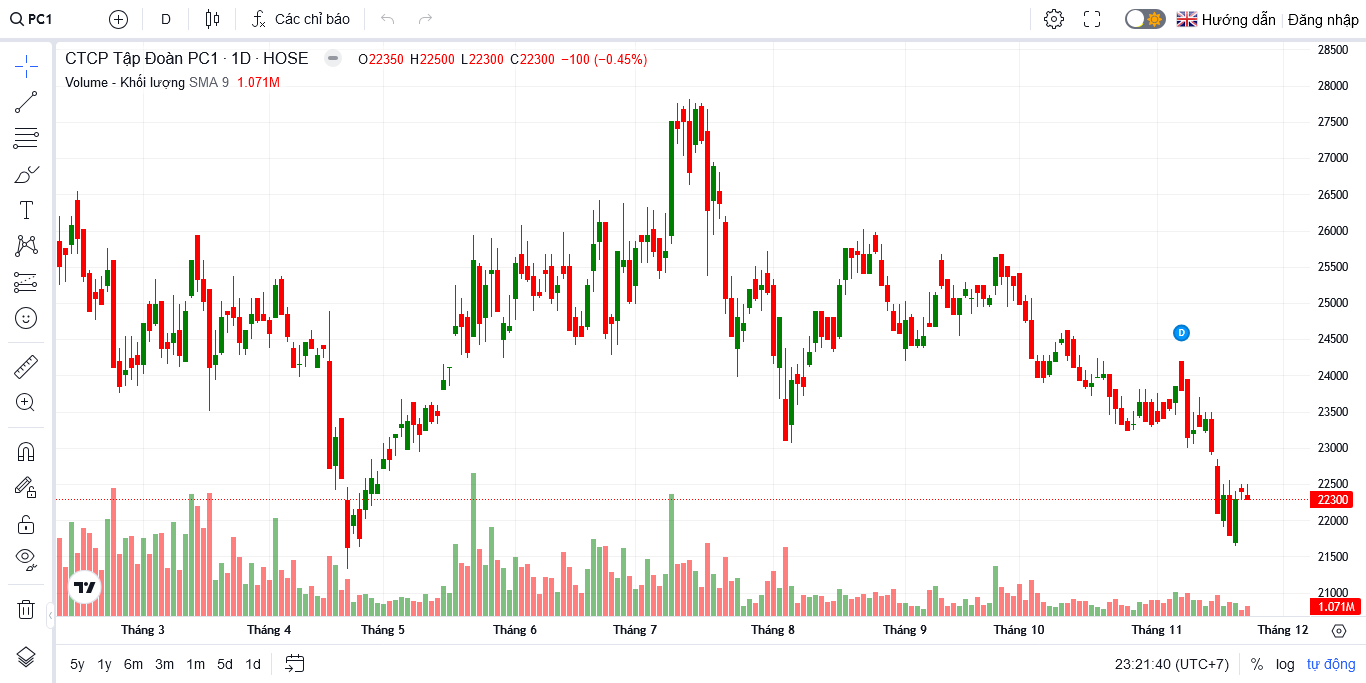 PC1 D Các chỉ báo Hướng dẫn Đăng nhập
CTCP Tập Đoàn PC1 · 1D · HOSE O22350 H22500 L22300 C22300 −100 (−0.45%)
Volume - Khối lượng SMA 9 1.071M
28500
28000
27500
27000
26500
26000
25500
25000
24500
24000
23500
23000
22500
22300
22000
21500
21000
1.071M
D
Tháng 3 Tháng 4 Tháng 5 Tháng 6 Tháng 7 Tháng 8 Tháng 9 Tháng 10 Tháng 11 Tháng 12
5y 1y 6m 3m 1m 5d 1d 23:21:40 (UTC+7) % log tự động